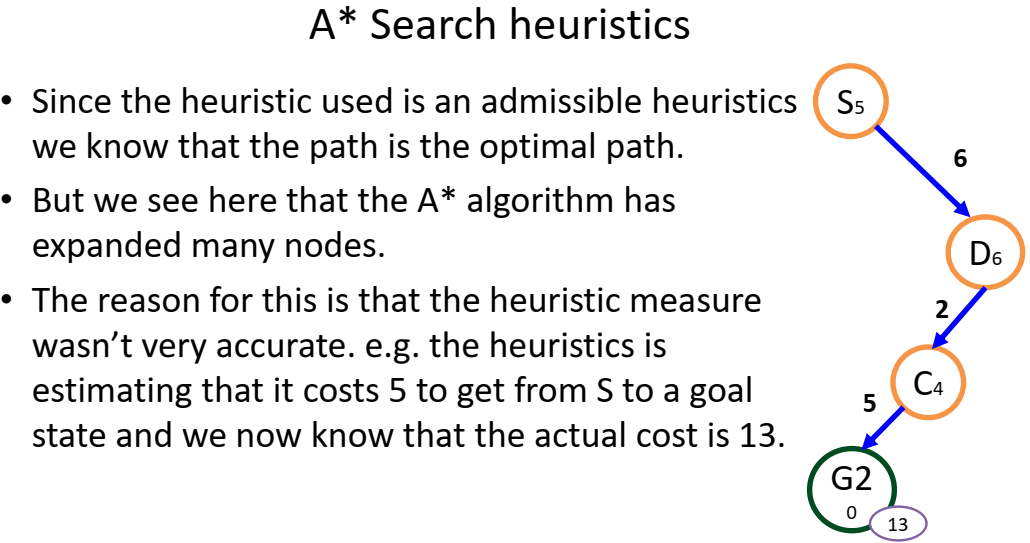 A* Search heuristics
• Since the heuristic used is an admissible heuristics
we know that the path is the optimal path.
• But we see here that the A* algorithm has
expanded many nodes.
• The reason for this is that the heuristic measure
wasn’t very accurate. e.g. the heuristics is
estimating that it costs 5 to get from S to a goal
state and we now know that the actual cost is 13.
S5
6
D6
2
C4
5
G2
0
13